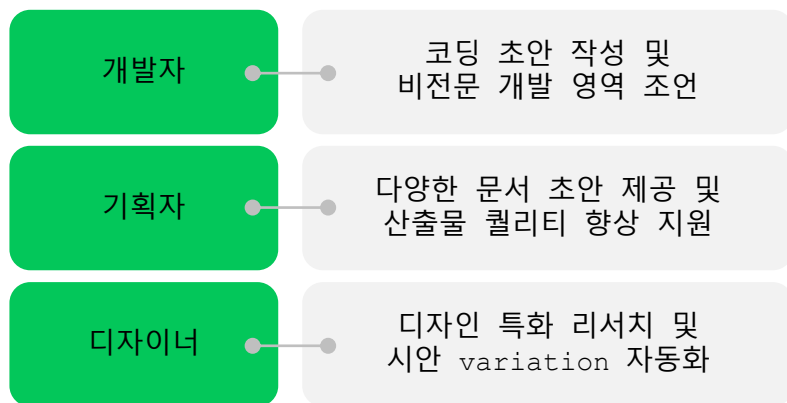 개발자
코딩 초안 작성 및
비전문 개발 영역 조언
기획자
다양한 문서 초안 제공 및
산출물 퀄리티 향상 지원
디자이너
디자인 특화 리서치 및
시안 variation 자동화